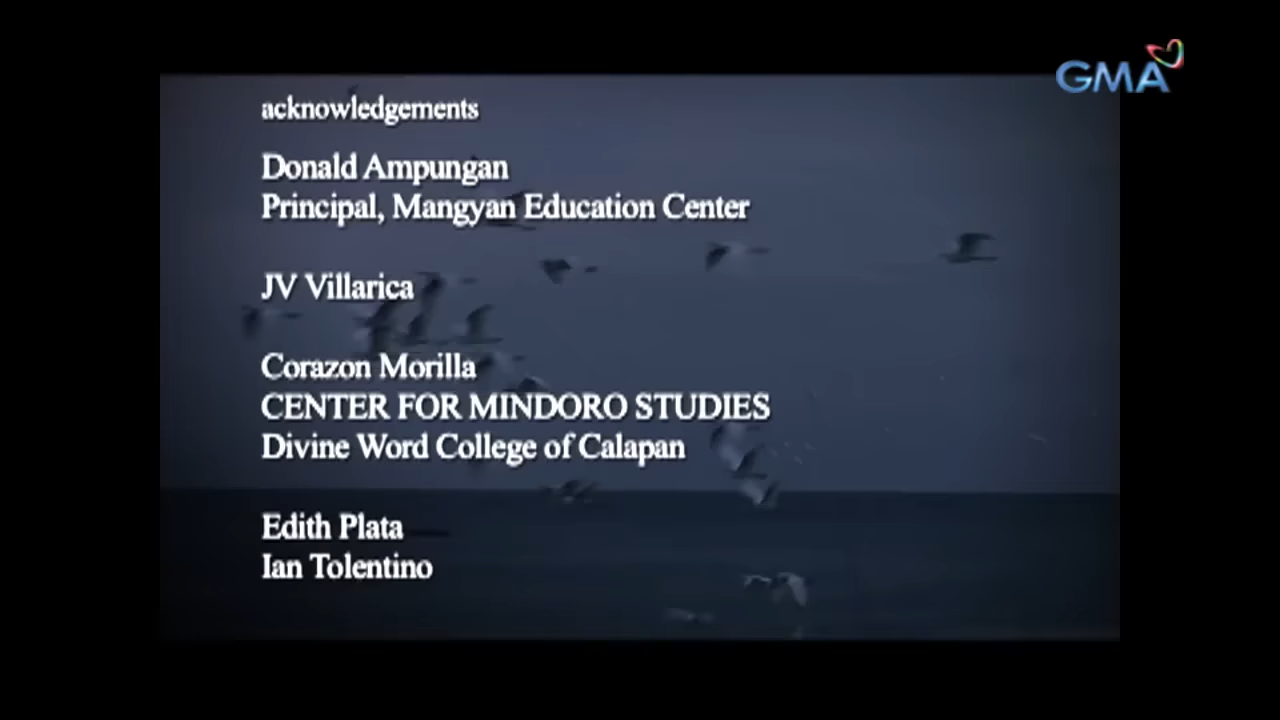 GMA
acknowledgements
Donald Ampungan
Principal, Mangyan Education Center
JV Villarica
Corazon Morilla
CENTER FOR MINDORO STUDIES
Divine Word College of Calapan
Edith Plata
Ian Tolentino